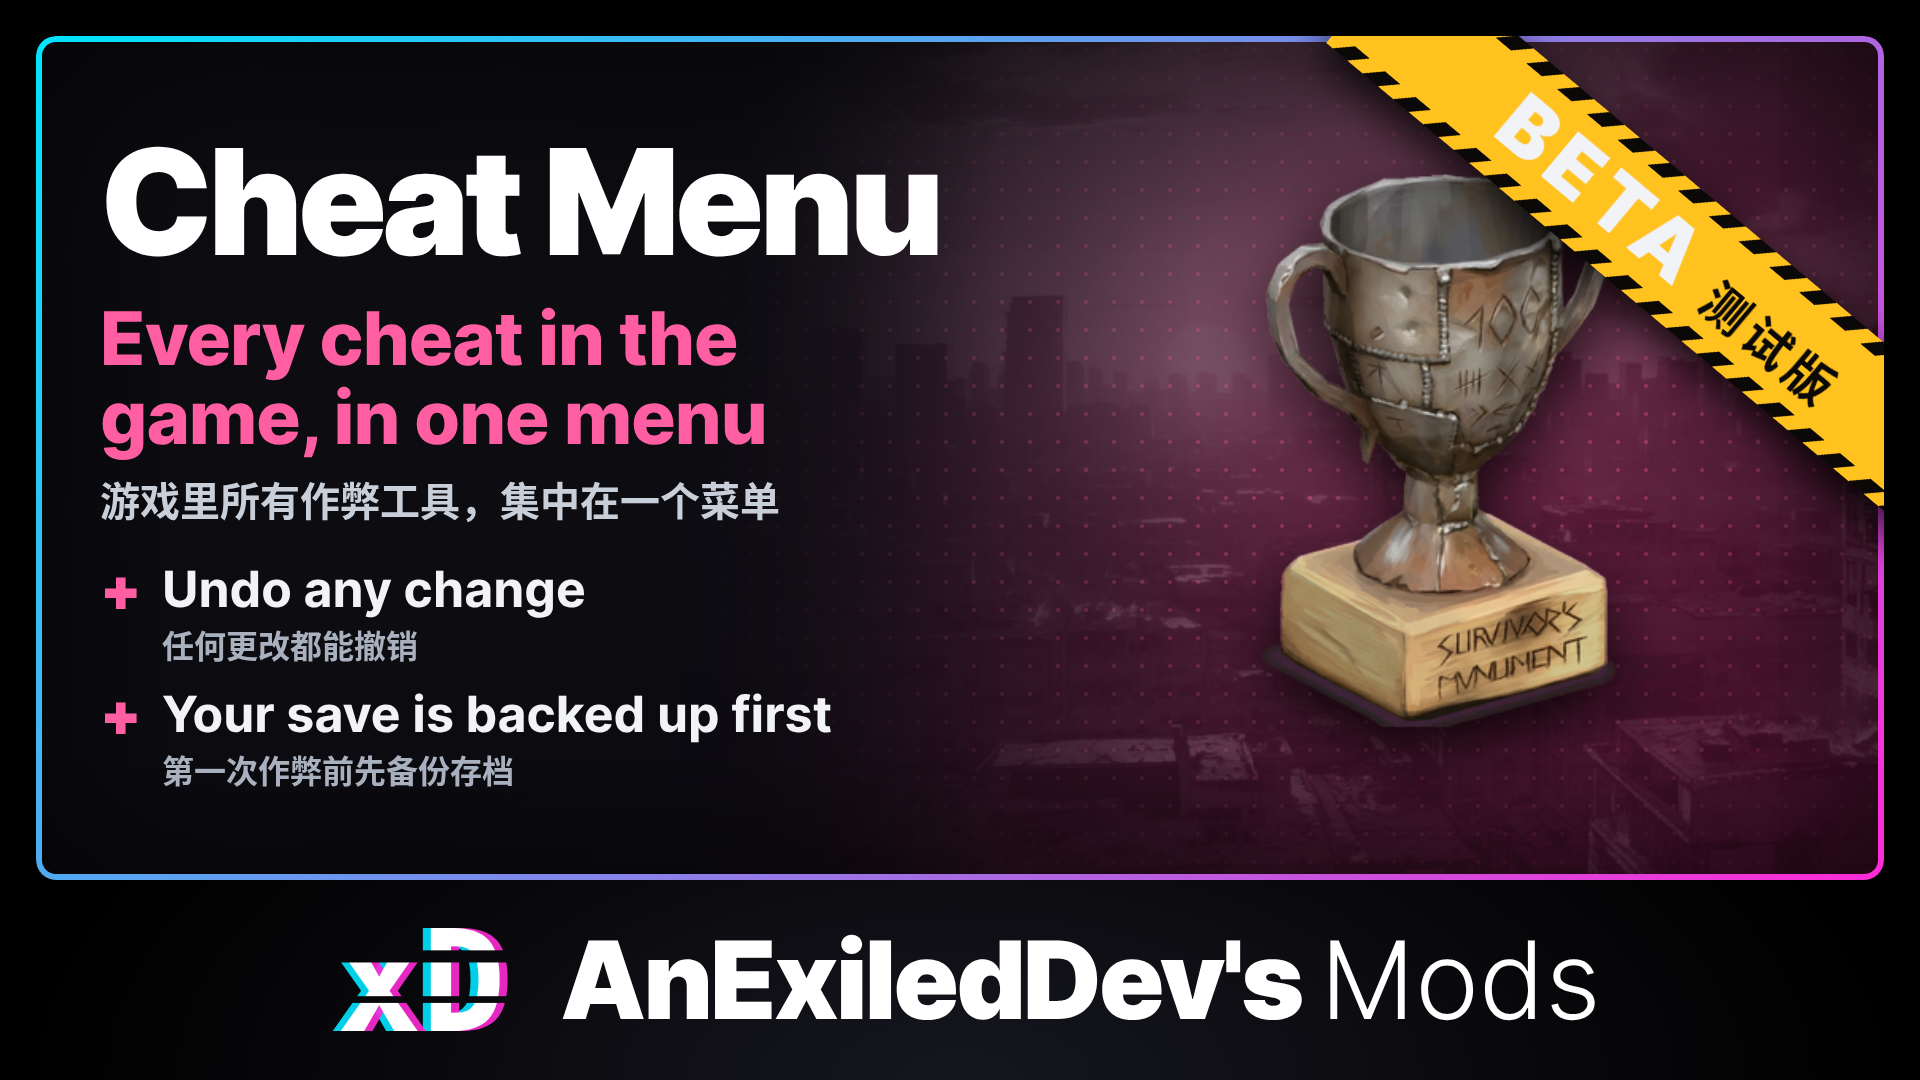 Cheat Menu
Every cheat in the
game, in one menu
游戏里所有作弊工具，集中在一个菜单
+ Undo any change
任何更改都能撤销
+ Your save is backed up first
第一次作弊前先备份存档
BETA 测试版
SURVIVOR'S
MVNUMENT
xD AnExiledDev's Mods